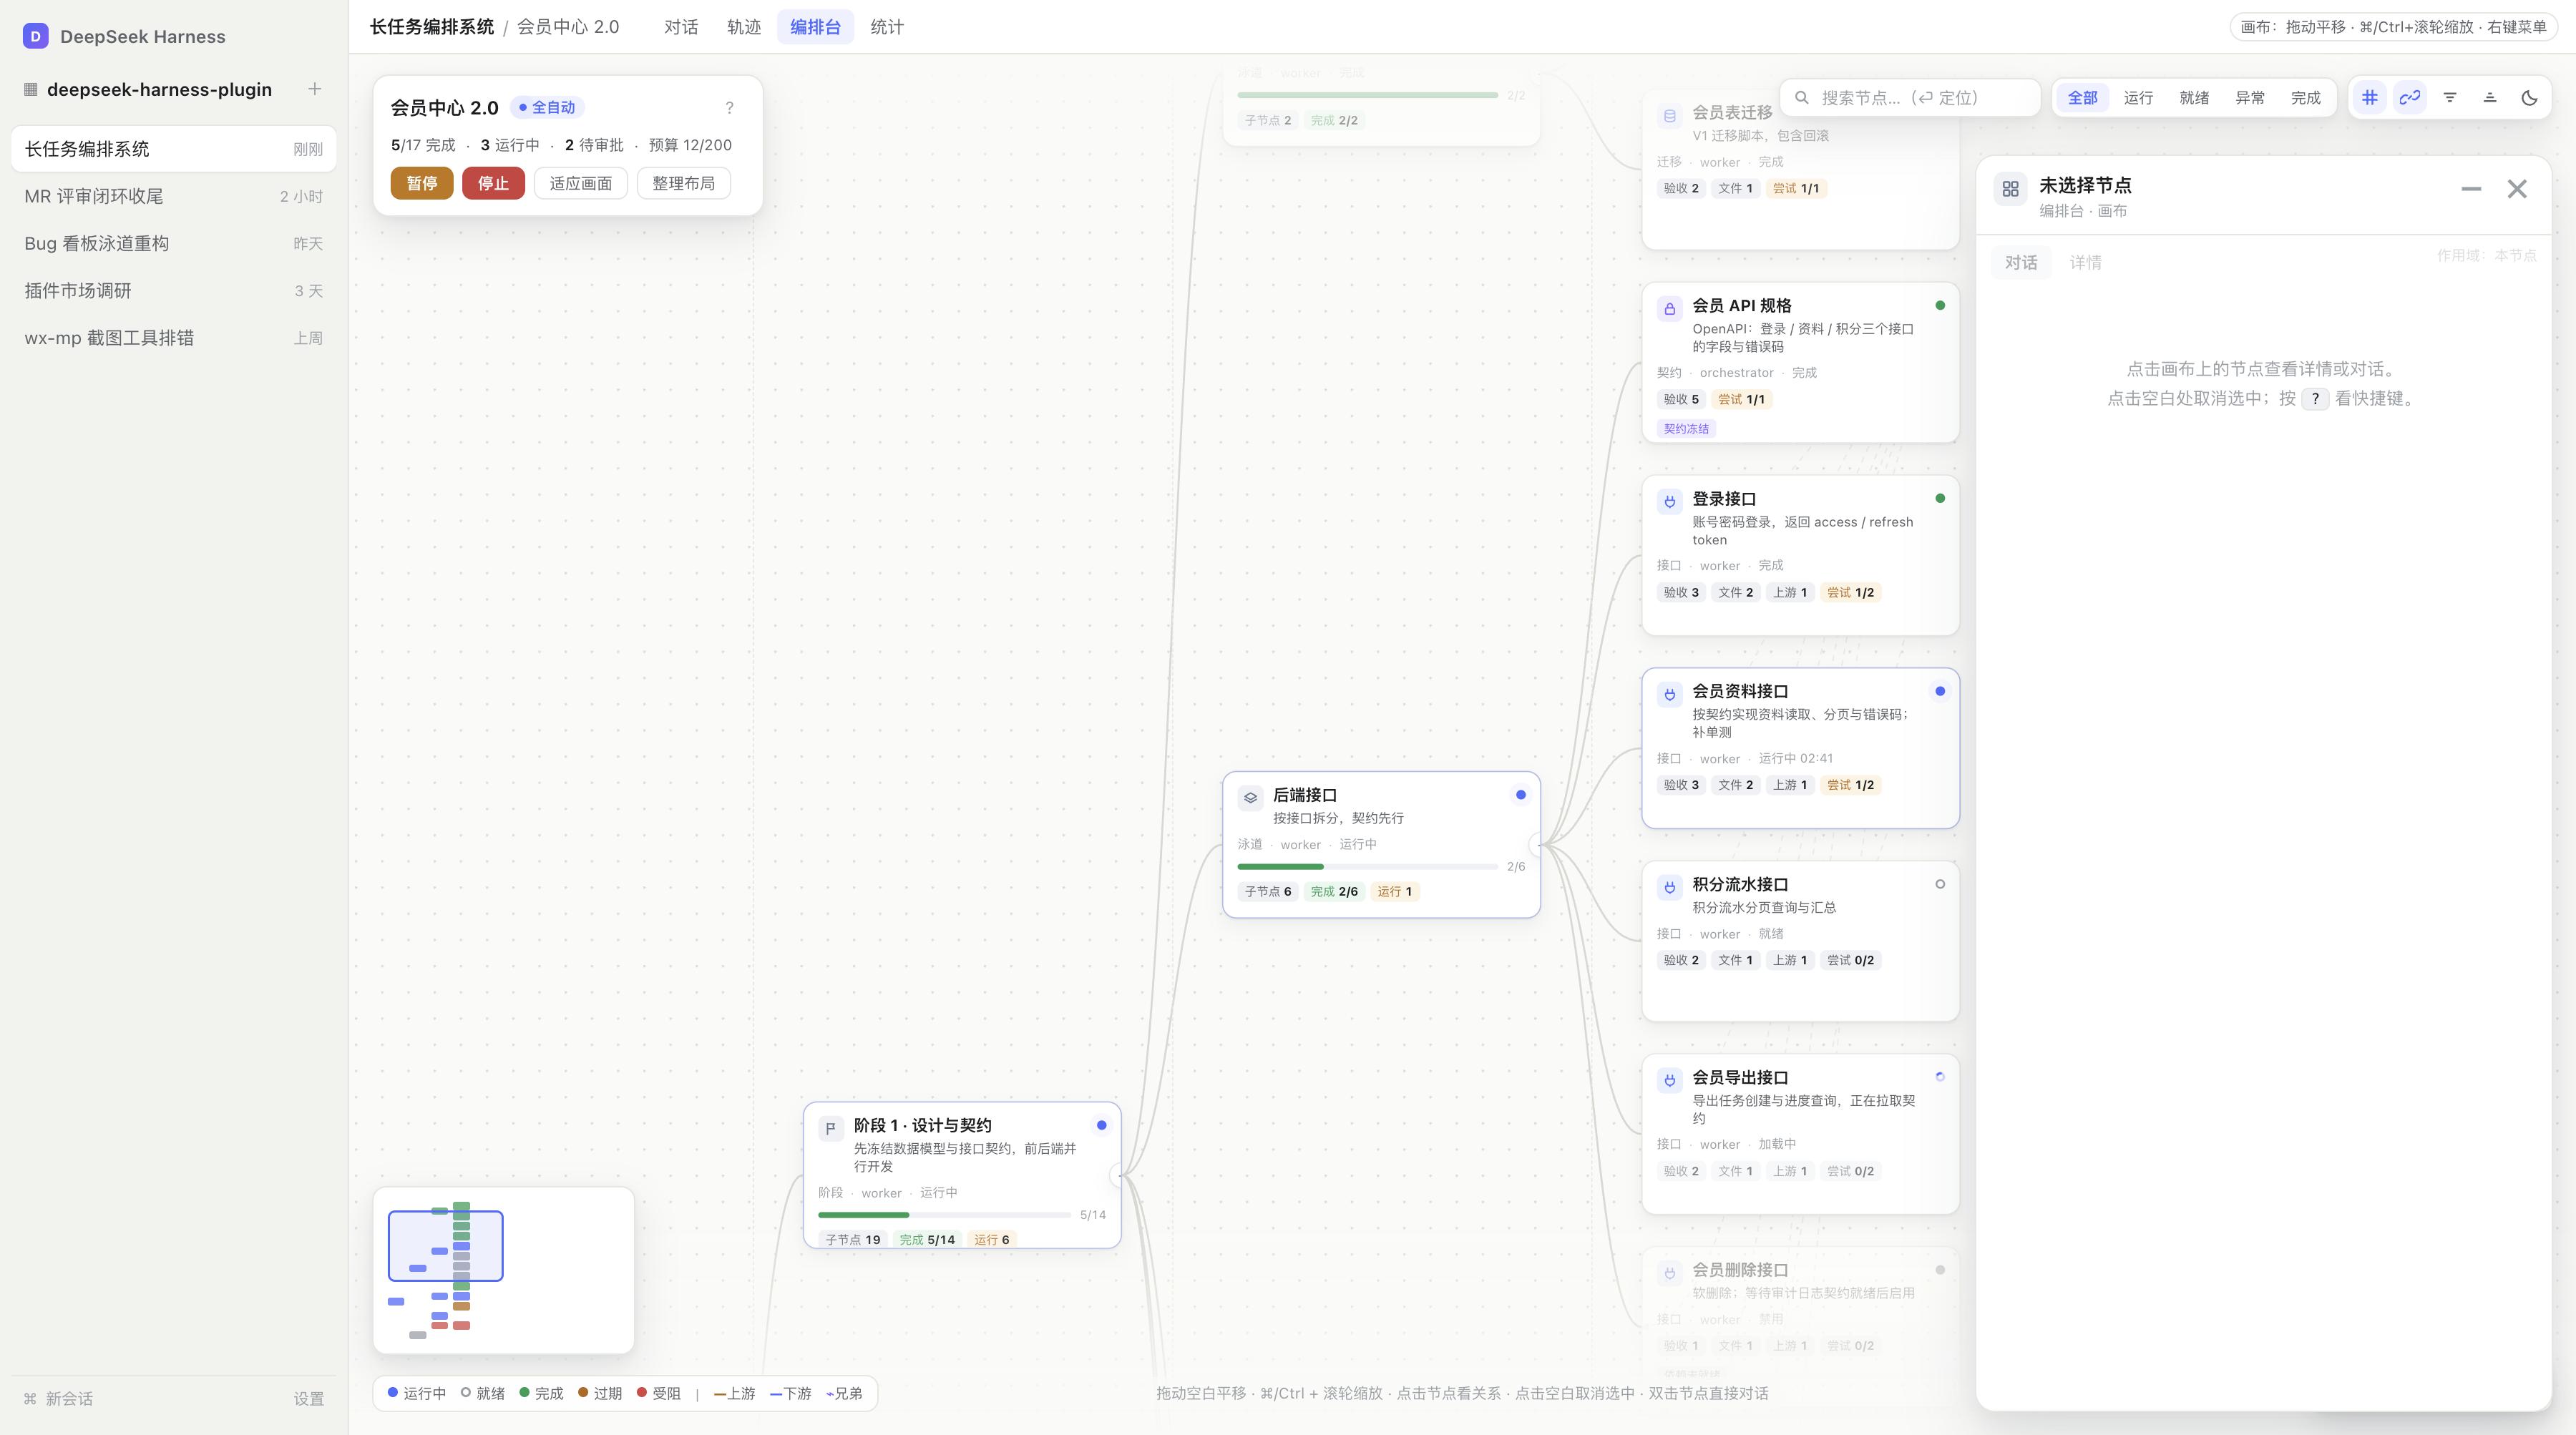 D DeepSeek Harness
deepseek-harness-plugin +
长任务编排系统 刚刚
MR 评审闭环收尾 2 小时
Bug 看板泳道重构 昨天
插件市场调研 3 天
wx-mp 截图工具排错 上周
⌘ 新会话 设置
长任务编排系统 / 会员中心 2.0 对话 轨迹 编排台 统计
画布：拖动平移 · ⌘/Ctrl+滚轮缩放 · 右键菜单
会员中心 2.0 全自动 ?
5/17 完成 · 3 运行中 · 2 待审批 · 预算 12/200
暂停 停止 适应画面 整理布局
搜索节点…（⏎ 定位）
全部 运行 就绪 异常 完成
泳道 · worker · 完成
2/2
子节点 2 完成 2/2
会员表迁移
V1 迁移脚本，包含回滚
迁移 · worker · 完成
验收 2 文件 1 尝试 1/1
会员 API 规格
OpenAPI：登录 / 资料 / 积分三个接口
的字段与错误码
契约 · orchestrator · 完成
验收 5 尝试 1/1
契约冻结
登录接口
账号密码登录，返回 access / refresh
token
接口 · worker · 完成
验收 3 文件 2 上游 1 尝试 1/2
会员资料接口
按契约实现资料读取、分页与错误码；
补单测
接口 · worker · 运行中 02:41
验收 3 文件 2 上游 1 尝试 1/2
后端接口
按接口拆分，契约先行
泳道 · worker · 运行中
2/6
子节点 6 完成 2/6 运行 1
积分流水接口
积分流水分页查询与汇总
接口 · worker · 就绪
验收 2 文件 1 上游 1 尝试 0/2
会员导出接口
导出任务创建与进度查询，正在拉取契
约
接口 · worker · 加载中
验收 2 文件 1 上游 1 尝试 0/2
阶段 1 · 设计与契约
先冻结数据模型与接口契约，前后端并
行开发
阶段 · worker · 运行中
5/14
子节点 19 完成 5/14 运行 6
会员删除接口
软删除；等待审计日志契约就绪后启用
接口 · worker · 禁用
验收 1 文件 1 上游 1 尝试 0/2
未选择节点
编排台 · 画布
对话 详情 作用域：本节点
点击画布上的节点查看详情或对话。
点击空白处取消选中；按 ? 看快捷键。
运行中 就绪 完成 过期 受阻 | 上游 下游 兄弟
拖动空白平移 · ⌘/Ctrl + 滚轮缩放 · 点击节点看关系 · 点击空白取消选中 · 双击节点直接对话